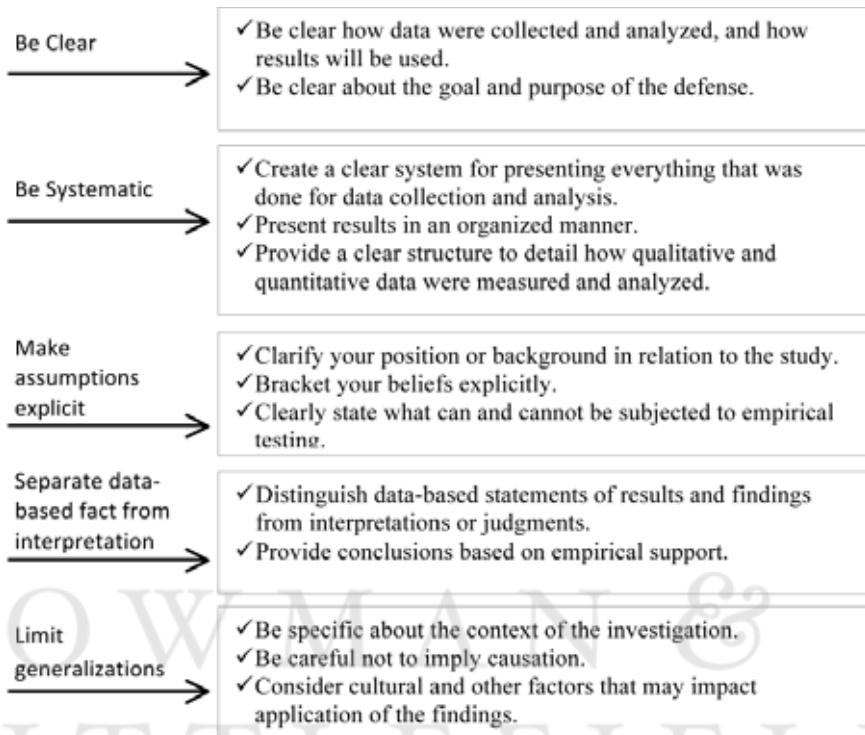 Be Clear
✓Be clear how data were collected and analyzed, and how
results will be used.
✓Be clear about the goal and purpose of the defense.
Be Systematic
✓Create a clear system for presenting everything that was
done for data collection and analysis.
✓Present results in an organized manner.
✓Provide a clear structure to detail how qualitative and
quantitative data were measured and analyzed.
Make
assumptions
explicit
✓Clarify your position or background in relation to the study.
✓Bracket your beliefs explicitly.
✓Clearly state what can and cannot be subjected to empirical
testing.
Separate data-
based fact from
interpretation
✓Distinguish data-based statements of results and findings
from interpretations or judgments.
✓Provide conclusions based on empirical support.
OWMAN &
Limit
generalizations
✓Be specific about the context of the investigation.
✓Be careful not to imply causation.
✓Consider cultural and other factors that may impact
application of the findings.